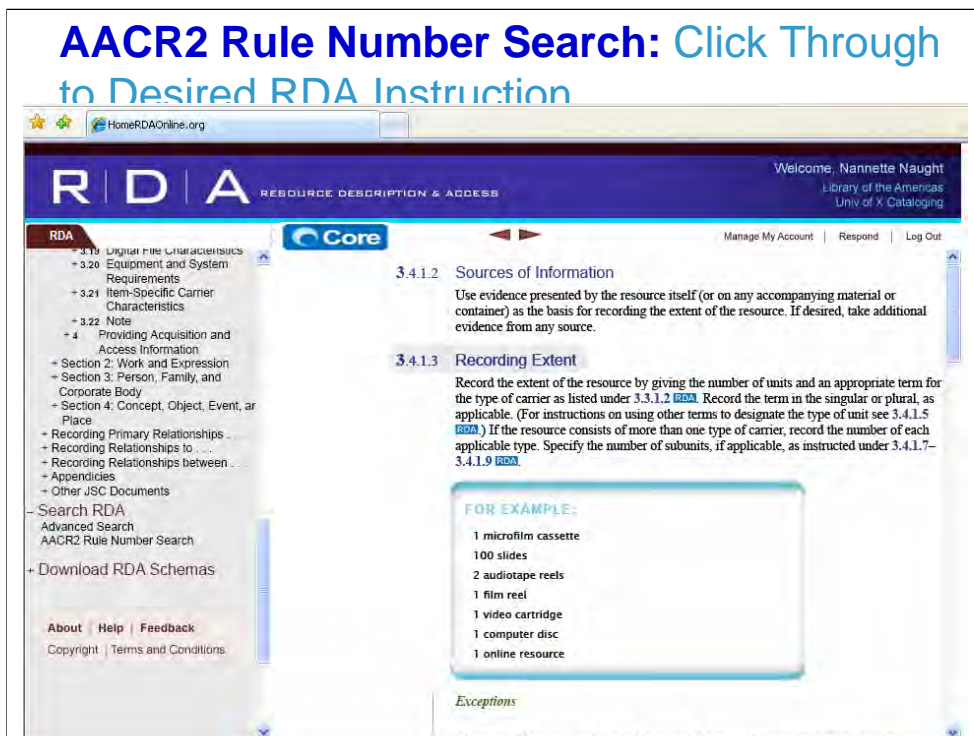 AACR2 Rule Number Search: Click Through
to Desired RDA Instruction
HomeRDAOnline.org
R|D|A RESOURCE DESCRIPTION & ACCESS
Welcome, Nannette Naught
Library of the Americas
Univ of X Cataloging
RDA
Core
Manage My Account | Respond | Log Out
+ 3.19 Digital File Characteristics
+ 3.20 Equipment and System
Requirements
+ 3.21 Item-Specific Carrier
Characteristics
+ 3.22 Note
+ 4 Providing Acquisition and
Access Information
+ Section 2: Work and Expression
+ Section 3: Person, Family, and
Corporate Body
+ Section 4: Concept, Object, Event, ar
Place
+ Recording Primary Relationships . .
+ Recording Relationships to . . .
+ Recording Relationships between . .
+ Appendicies
+ Other JSC Documents
– Search RDA
Advanced Search
AACR2 Rule Number Search
+ Download RDA Schemas
About | Help | Feedback
Copyright | Terms and Conditions
3.4.1.2 Sources of Information
Use evidence presented by the resource itself (or on any accompanying material or
container) as the basis for recording the extent of the resource. If desired, take additional
evidence from any source.
3.4.1.3 Recording Extent
Record the extent of the resource by giving the number of units and an appropriate term for
the type of carrier as listed under 3.3.1.2 RDA. Record the term in the singular or plural, as
applicable. (For instructions on using other terms to designate the type of unit see 3.4.1.5
RDA.) If the resource consists of more than one type of carrier, record the number of each
applicable type. Specify the number of subunits, if applicable, as instructed under 3.4.1.7–
3.4.1.9 RDA.
FOR EXAMPLE:
1 microfilm cassette
100 slides
2 audiotape reels
1 film reel
1 video cartridge
1 computer disc
1 online resource
Exceptions